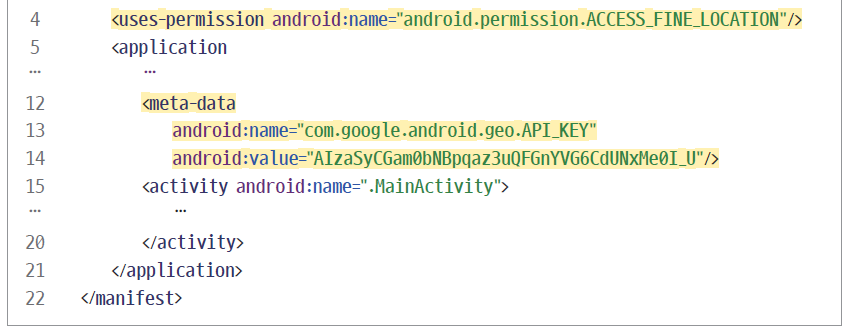 4 <uses-permission android:name="android.permission.ACCESS_FINE_LOCATION"/>
5 <application
… …
12 <meta-data
13 android:name="com.google.android.geo.API_KEY"
14 android:value="AIzaSyCGam0bNBpqaz3uQFGnYVG6CdUNxMe0I_U"/>
15 <activity android:name=".MainActivity">
… …
20 </activity>
21 </application>
22 </manifest>